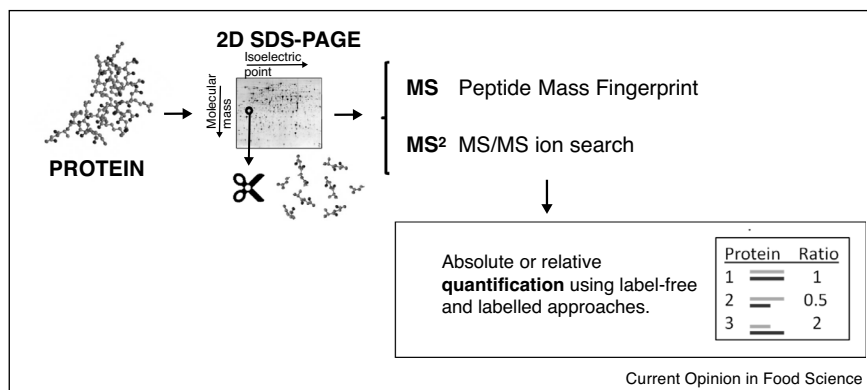 2D SDS-PAGE
Isoelectric
point
Molecular
mass
PROTEIN
MS Peptide Mass Fingerprint
MS² MS/MS ion search
Absolute or relative
quantification using label-free
and labelled approaches.
Protein Ratio
1 1
2 0.5
3 2
Current Opinion in Food Science